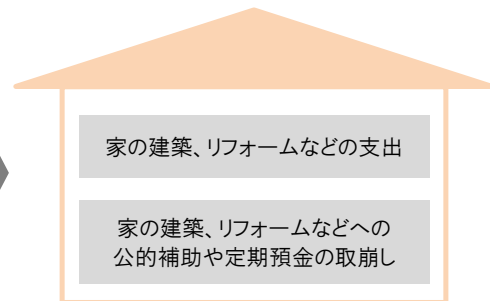 家の建築、リフォームなどの支出
家の建築、リフォームなどへの
公的補助や定期預金の取崩し